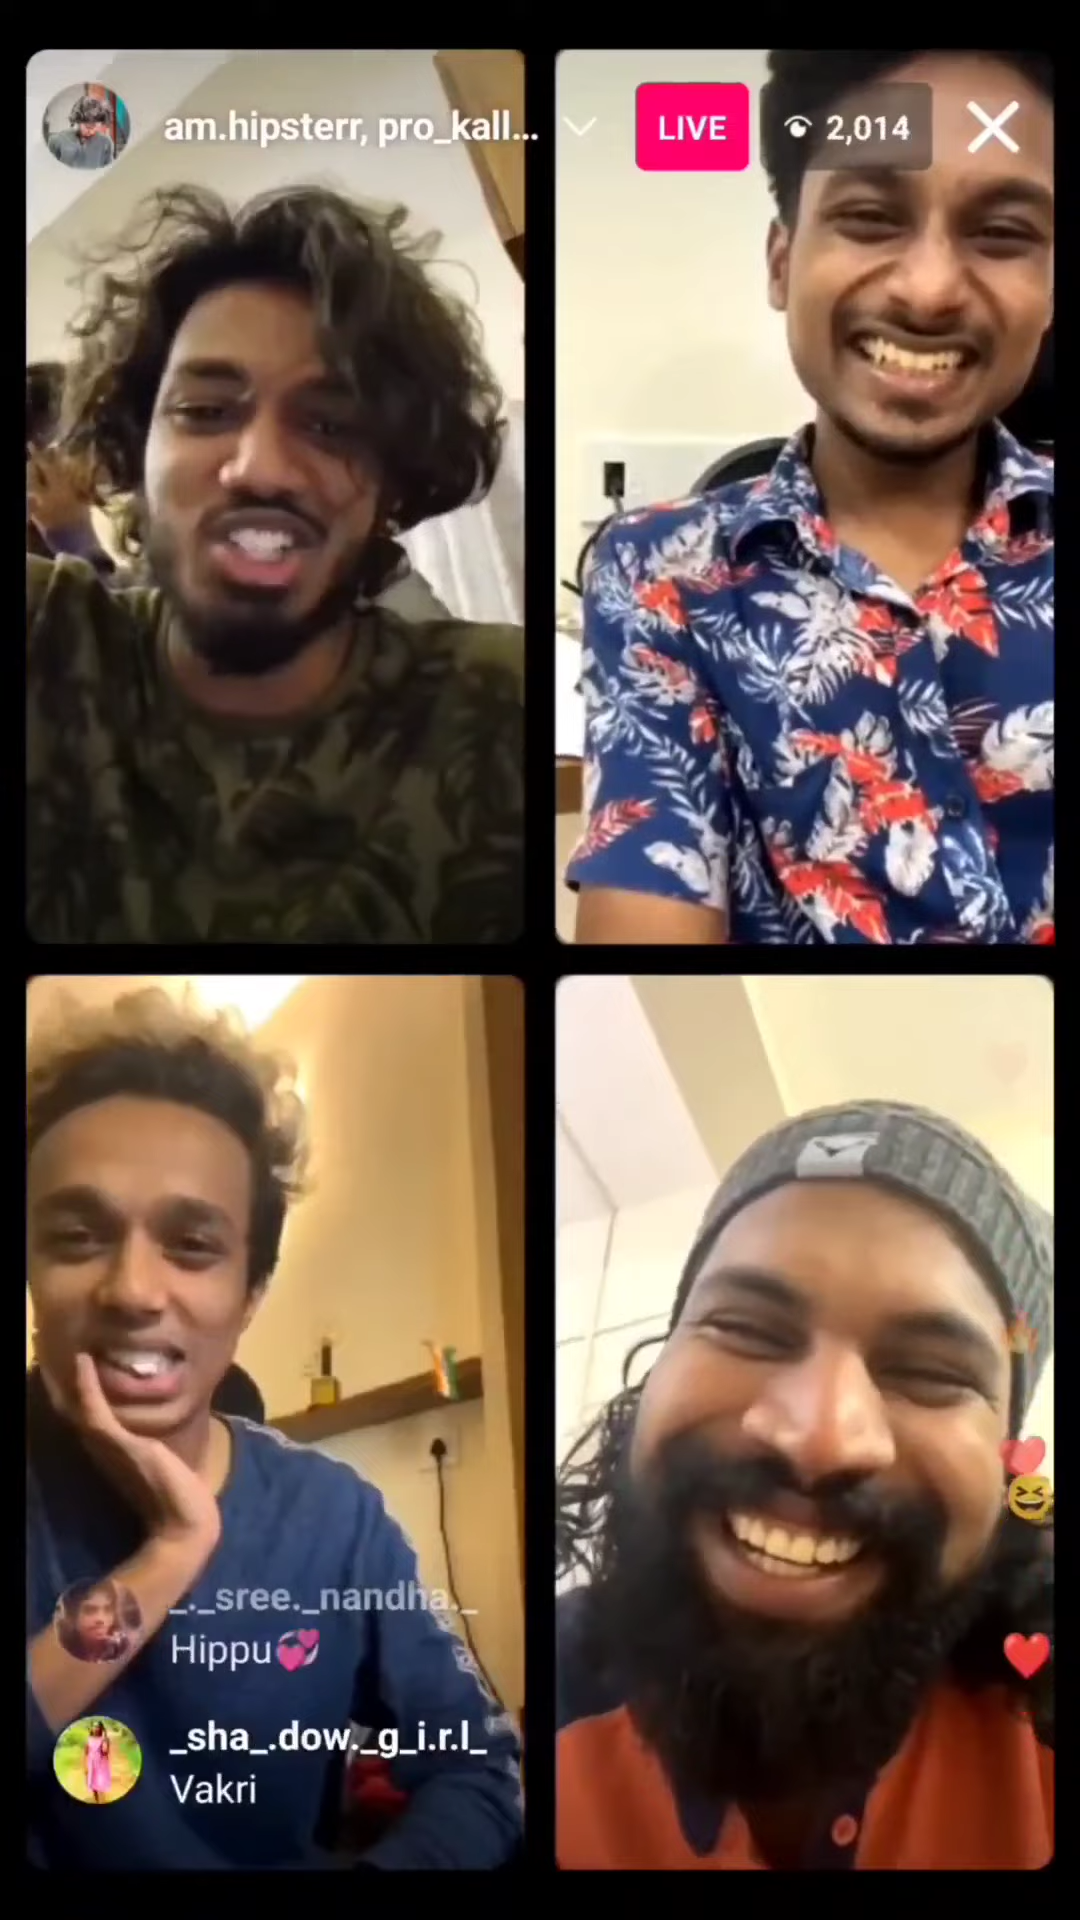 am.hipsterr, pro_kall...
LIVE
2,014
_._sree._nandha._
Hippu💞
_sha_.dow._g_i.r.l_
Vakri